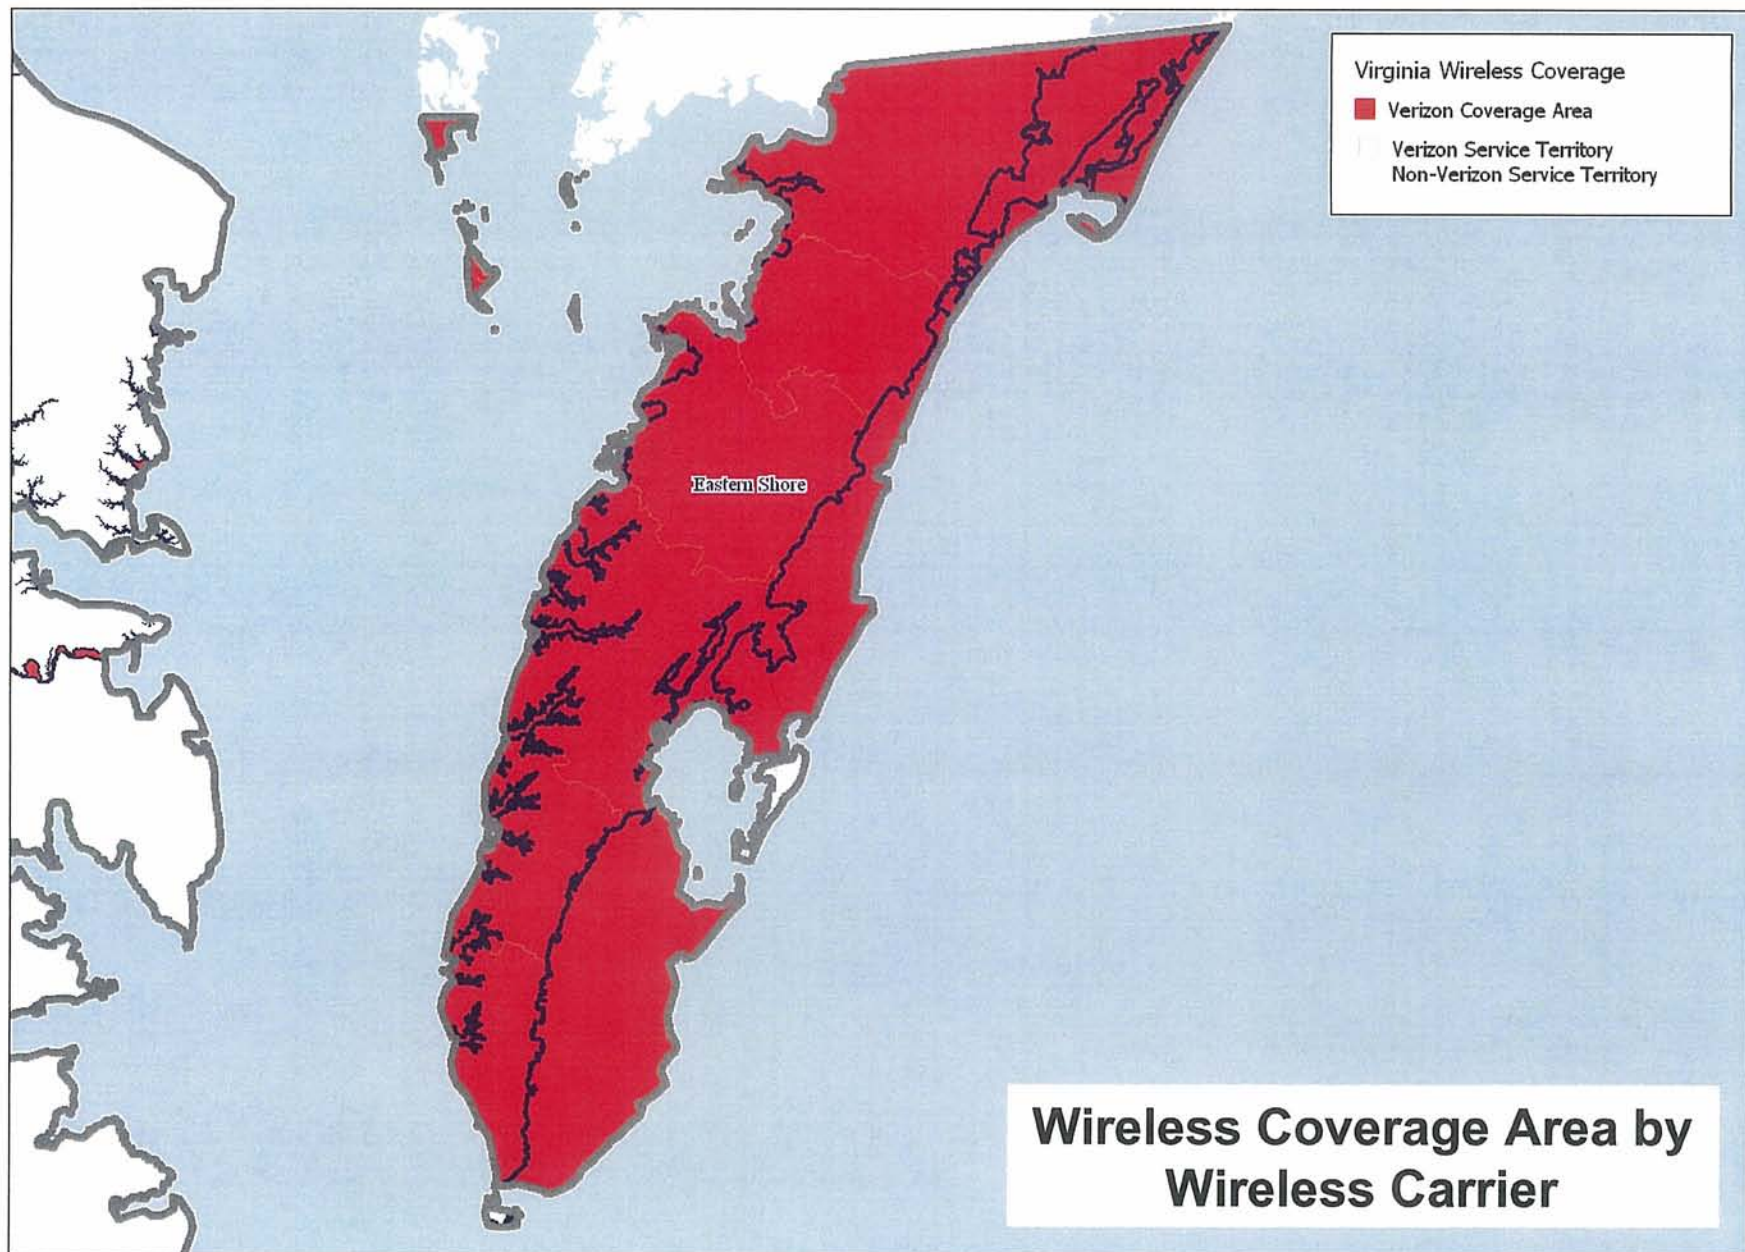 Virginia Wireless Coverage
Verizon Coverage Area
Verizon Service Territory
Non-Verizon Service Territory
Eastern Shore
Wireless Coverage Area by
Wireless Carrier